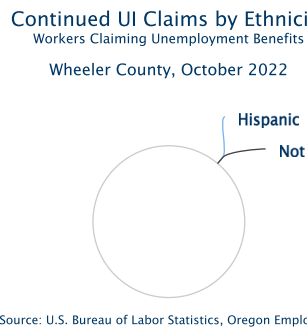 Continued UI Claims by Ethnici
Workers Claiming Unemployment Benefits
Wheeler County, October 2022
Hispanic
Not
Source: U.S. Bureau of Labor Statistics, Oregon Emplo